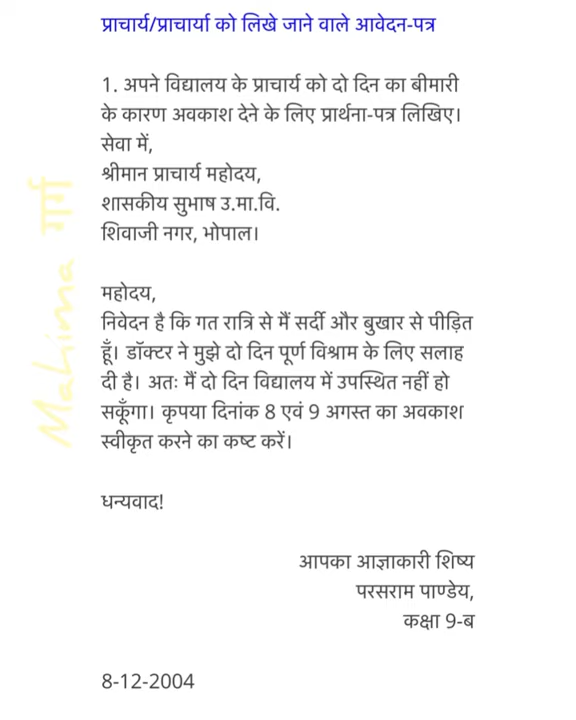 प्राचार्य/प्राचार्या को लिखे जाने वाले आवेदन-पत्र
1. अपने विद्यालय के प्राचार्य को दो दिन का बीमारी
के कारण अवकाश देने के लिए प्रार्थना-पत्र लिखिए।
सेवा में,
श्रीमान प्राचार्य महोदय,
शासकीय सुभाष उ.मा.वि.
शिवाजी नगर, भोपाल।
महोदय,
निवेदन है कि गत रात्रि से मैं सर्दी और बुखार से पीड़ित
हूँ। डॉक्टर ने मुझे दो दिन पूर्ण विश्राम के लिए सलाह
दी है। अतः मैं दो दिन विद्यालय में उपस्थित नहीं हो
सकूँगा। कृपया दिनांक 8 एवं 9 अगस्त का अवकाश
स्वीकृत करने का कष्ट करें।
धन्यवाद!
आपका आज्ञाकारी शिष्य
परसराम पाण्डेय,
कक्षा 9-ब
8-12-2004
Mahima गर्ग